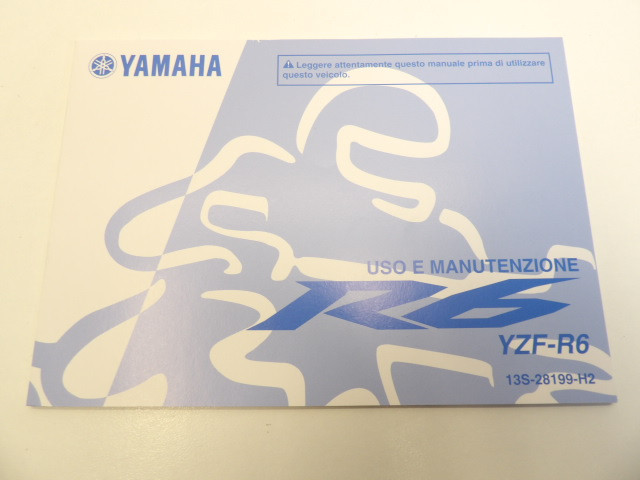 YAMAHA
⚠ Leggere attentamente questo manuale prima di utilizzare
questo veicolo.
USO E MANUTENZIONE
R6
YZF-R6
13S-28199-H2